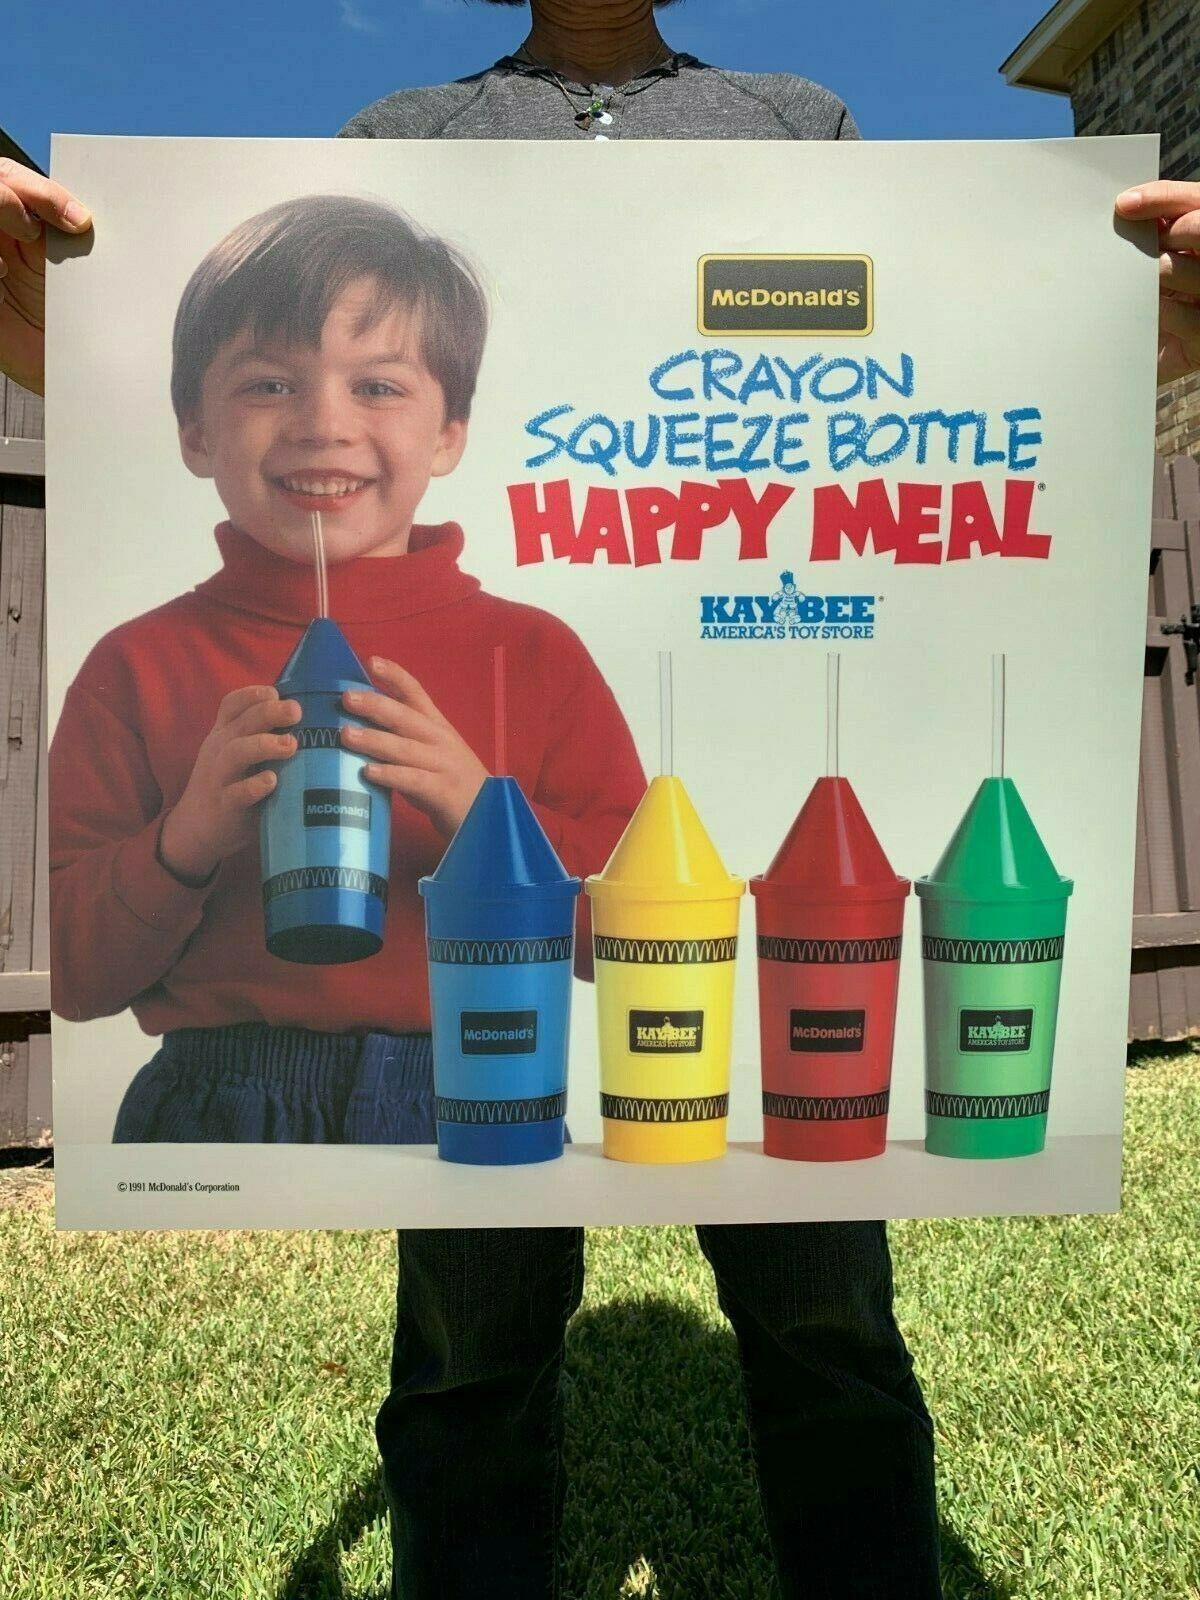 McDonald's™
CRAYON
SQUEEZE BOTTLE
HAPPY MEAL®
KAY BEE®
AMERICA'S TOY STORE
McDonald's
McDonald's
KAY BEE®
AMERICA'S TOY STORE
McDonald's
KAY BEE®
AMERICA'S TOY STORE
© 1991 McDonald's Corporation